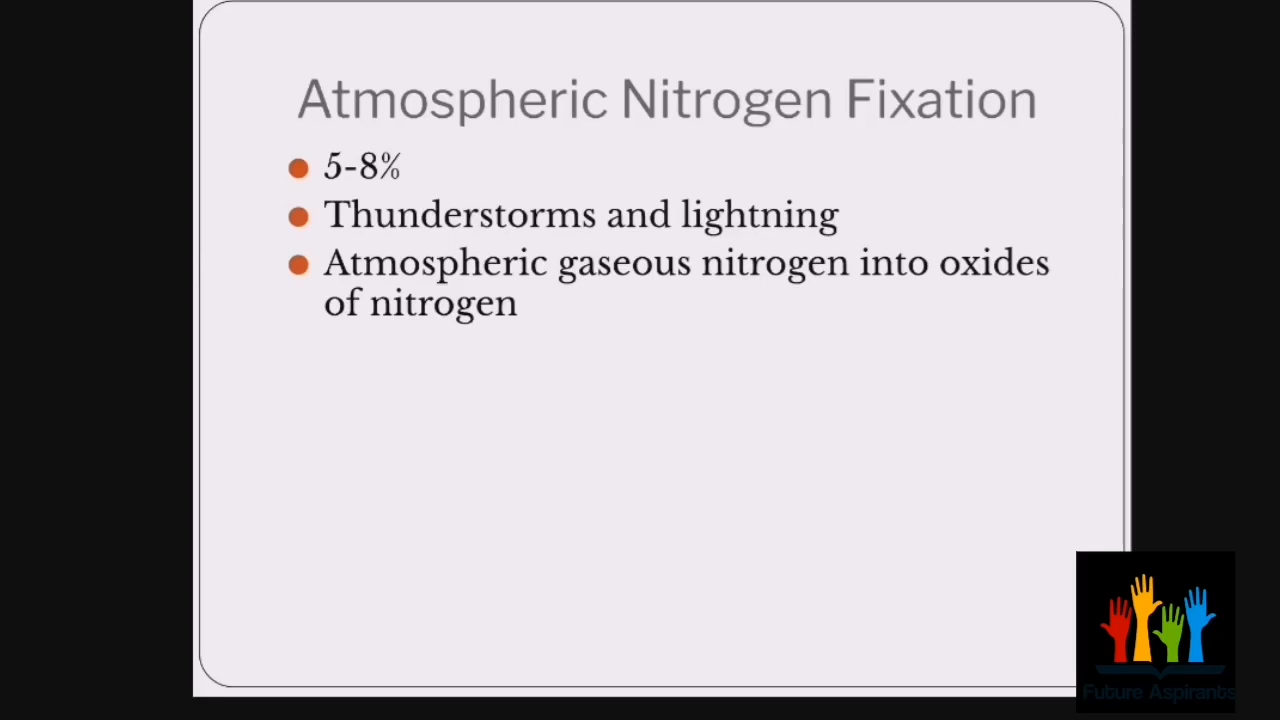 Atmospheric Nitrogen Fixation
5-8%
Thunderstorms and lightning
Atmospheric gaseous nitrogen into oxides
of nitrogen
Future Aspirants